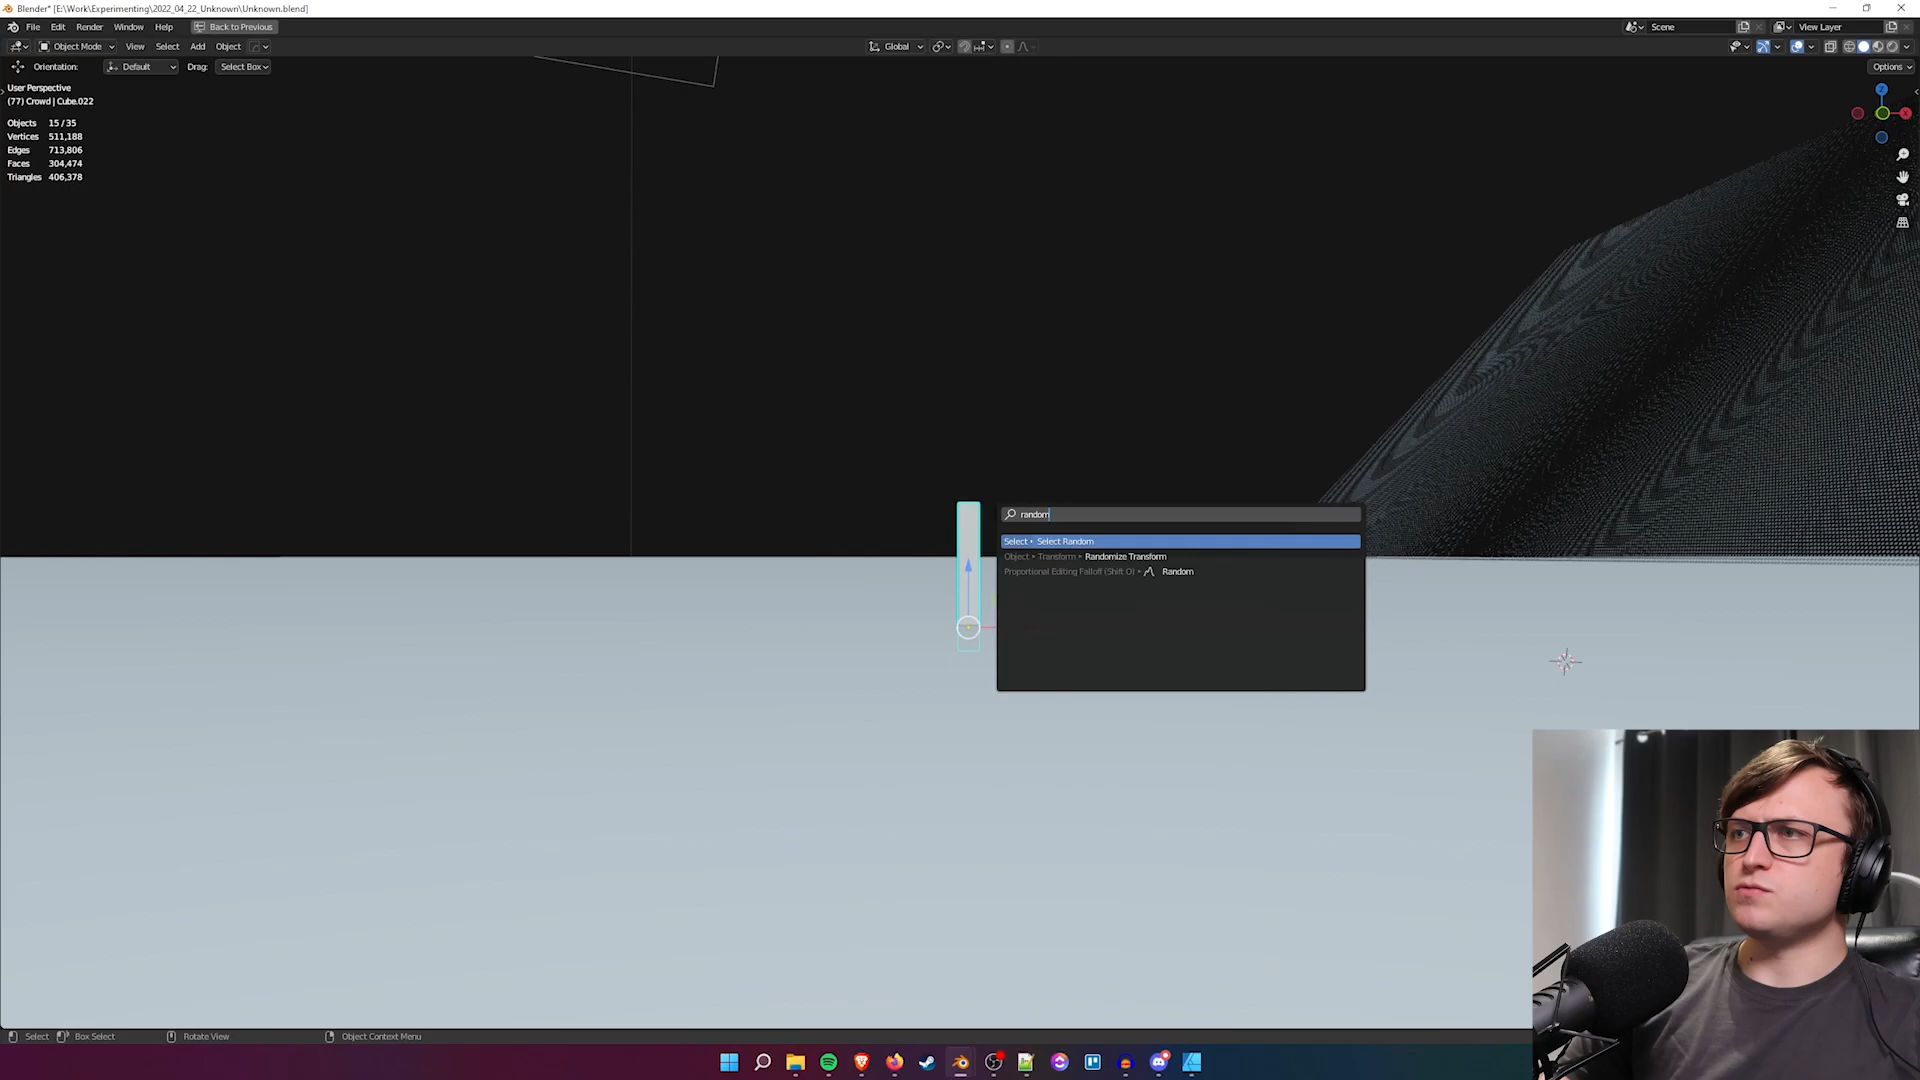 Blender* [E:\Work\Experimenting\2022_04_22_Unknown\Unknown.blend]
File Edit Render Window Help Back to Previous Scene View Layer
Object Mode View Select Add Object Global
Orientation: Default Drag: Select Box Options
User Perspective
(77) Crowd | Cube.022
Objects 15/35
Vertices 511,188
Edges 713,806
Faces 304,474
Triangles 406,378
Z
X
random
Select ▸ Select Random
Object ▸ Transform ▸ Randomize Transform
Proportional Editing Falloff (Shift O) ▸ Random
Select Box Select Rotate View Object Context Menu